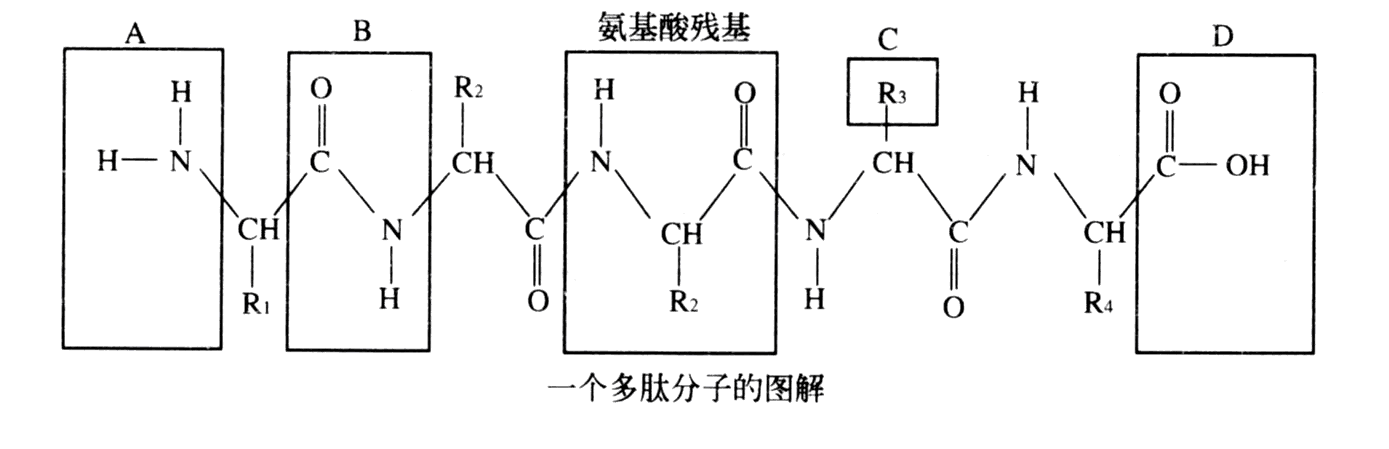 A B 氨基酸残基 C D
H O R2 H O R3 H O
H N C CH N C CH N C OH
CH N C CH N C CH
R1 H O R2 H O R4
一个多肽分子的图解